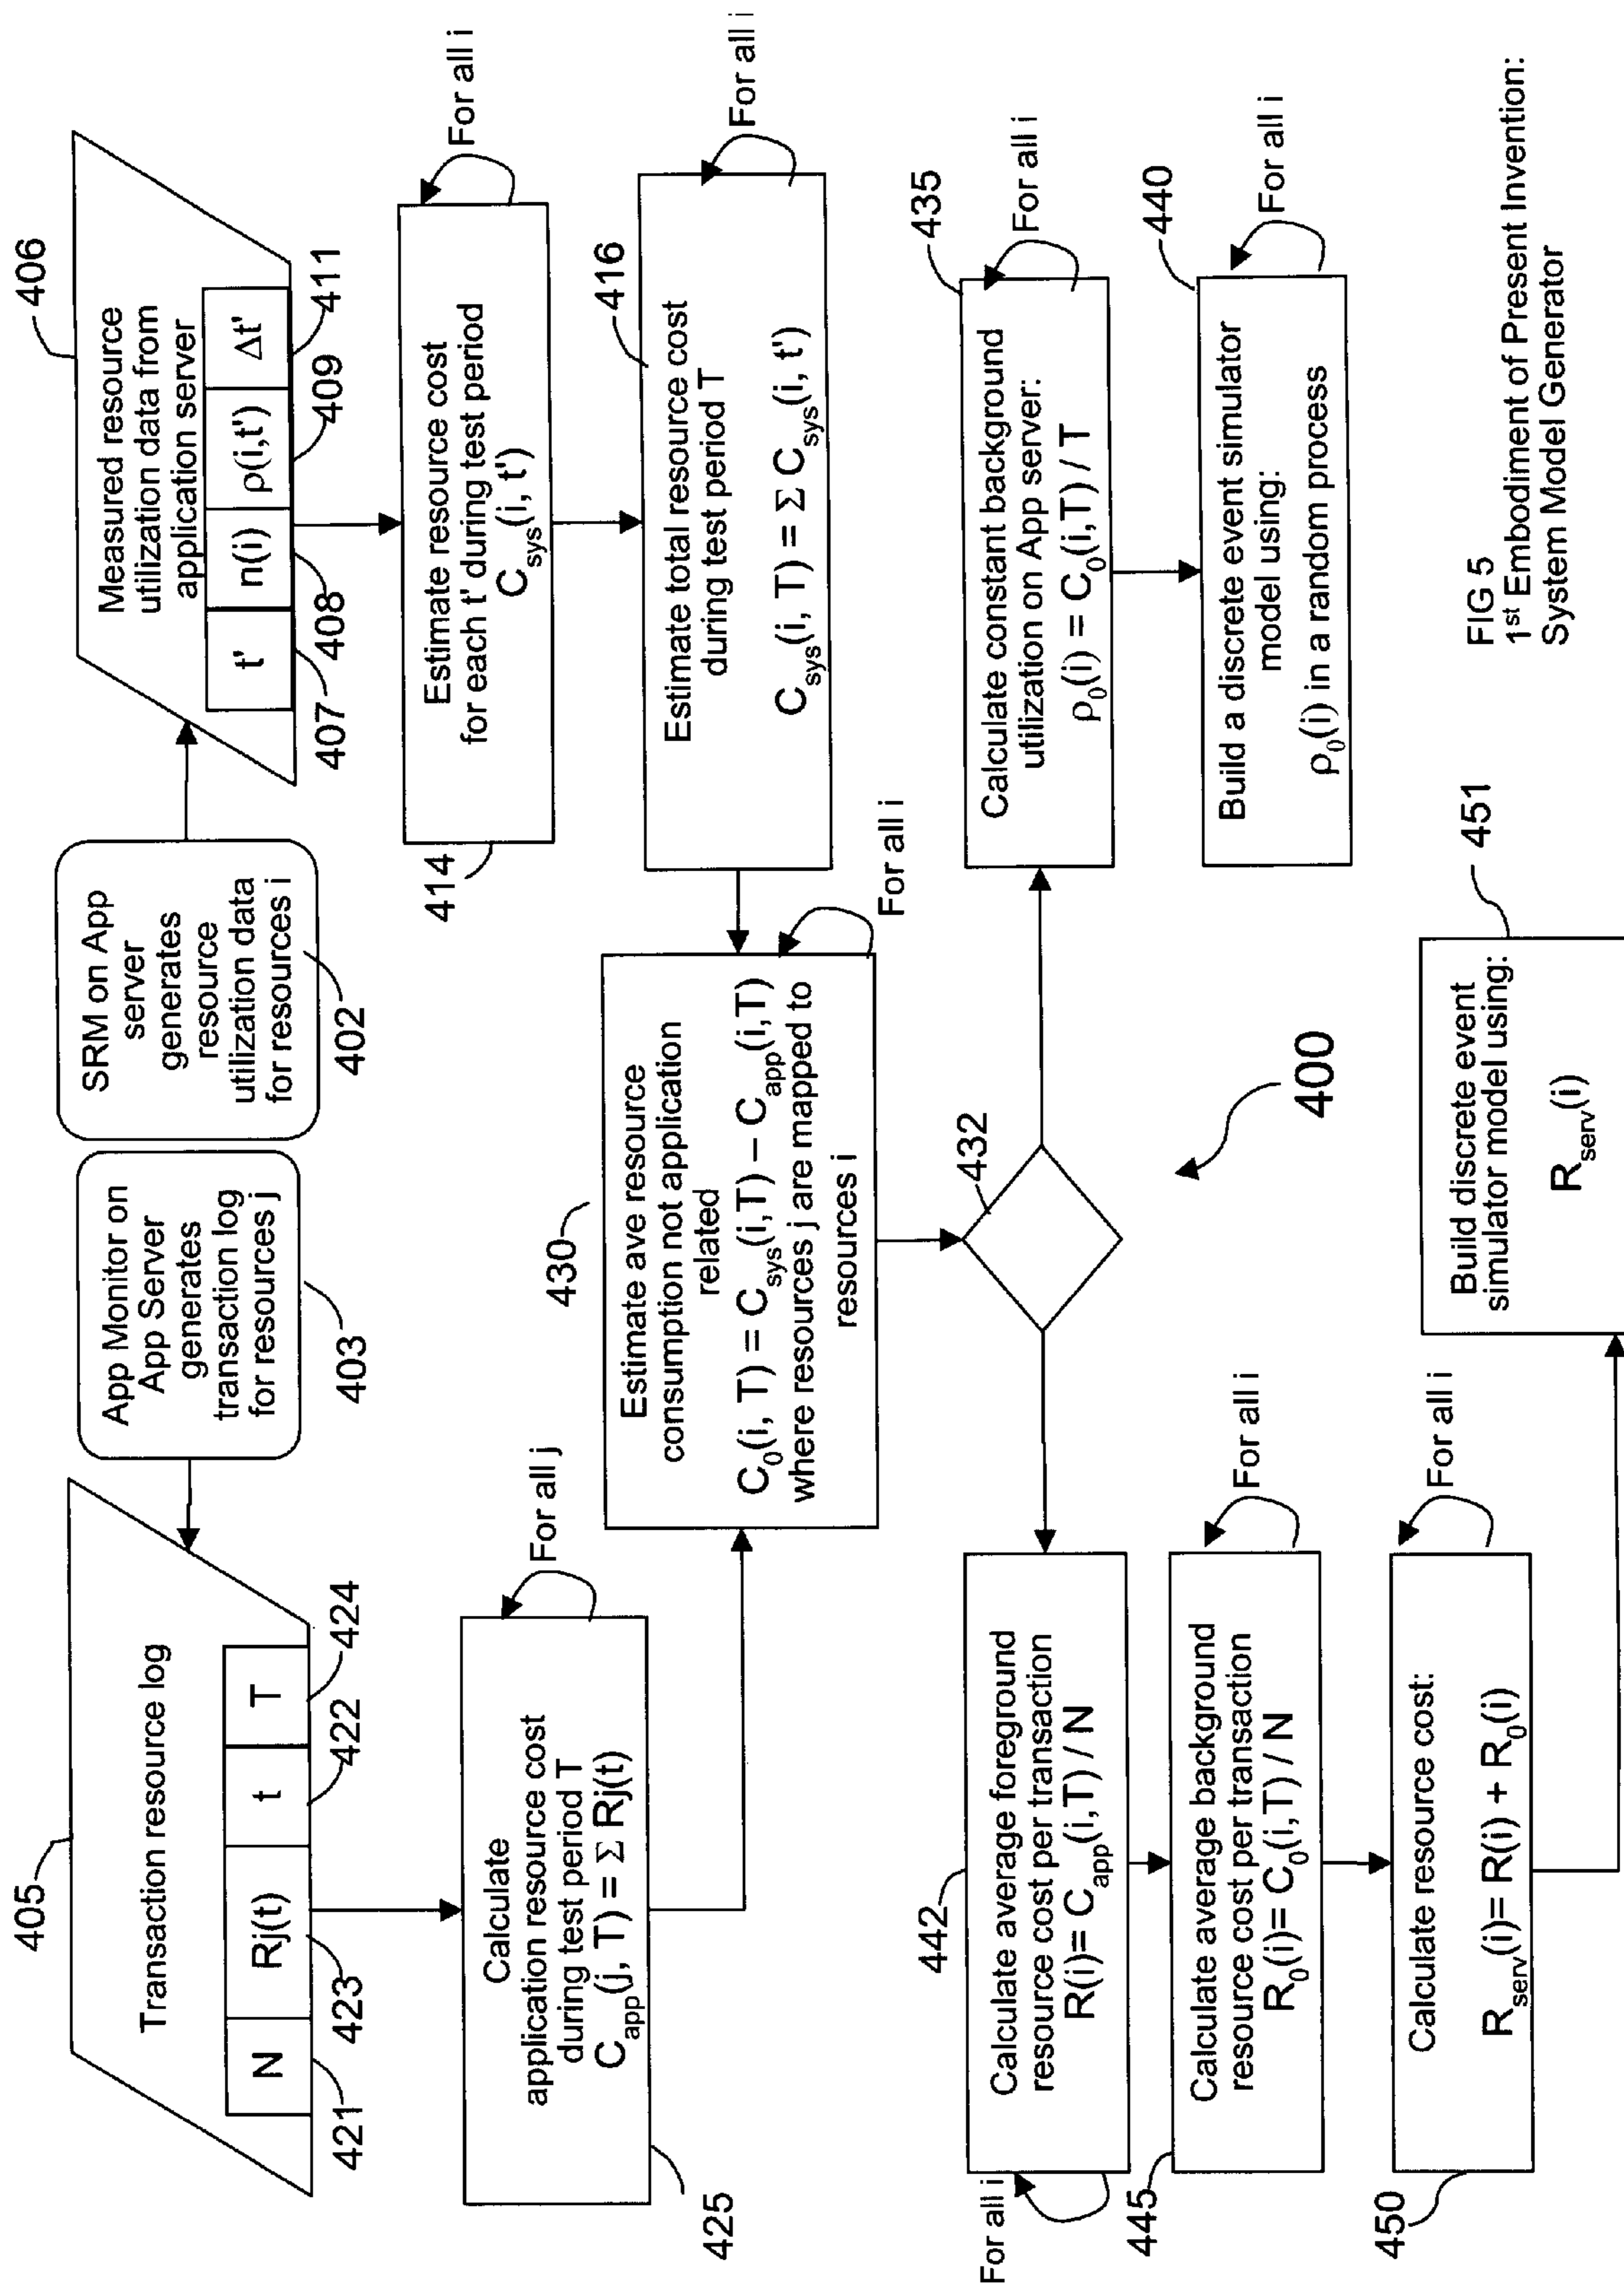 405
Transaction resource log
N
Rj(t)
t
T
421
423
422
424
App Monitor on
App Server
generates
transaction log
for resources j
403
SRM on App
server
generates
resource
utilization data
for resources i
402
406
Measured resource
utilization data from
application server
t'
n(i)
ρ(i,t')
Δt'
407
408
409
411
Calculate
application resource cost
during test period T
C_app(j, T) = Σ Rj(t)
425
For all j
Estimate resource cost
for each t' during test period
C_sys(i, t')
414
For all i
416
Estimate total resource cost
during test period T
C_sys(i, T) = Σ C_sys(i, t')
For all i
430
Estimate ave resource
consumption not application
related
C_0(i, T) = C_sys(i,T) – C_app(i,T)
where resources j are mapped to
resources i
For all i
432
435
Calculate constant background
utilization on App server:
ρ_0(i) = C_0(i,T) / T
For all i
440
Build a discrete event simulator
model using:
ρ_0(i) in a random process
For all i
442
Calculate average foreground
resource cost per transaction
R(i)= C_app(i,T) / N
For all i
445
Calculate average background
resource cost per transaction
R_0(i)= C_0(i,T) / N
For all i
450
Calculate resource cost:
R_serv(i)= R(i) + R_0(i)
For all i
400
451
Build discrete event
simulator model using:
R_serv(i)
FIG 5
1st Embodiment of Present Invention:
System Model Generator